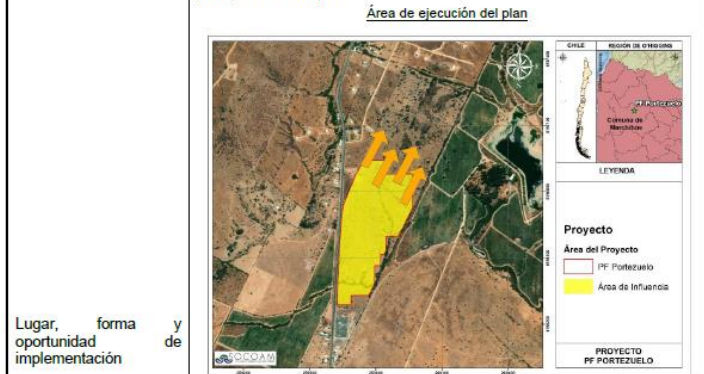 Área de ejecución del plan
CHILE
REGIÓN DE O'HIGGINS
PF Portezuelo
Comuna de
Marchihue
LEYENDA
Proyecto
Área del Proyecto
PF Portezuelo
Área de Influencia
PROYECTO
PF PORTEZUELO
SOCOAM
Lugar, forma y
oportunidad de
implementación